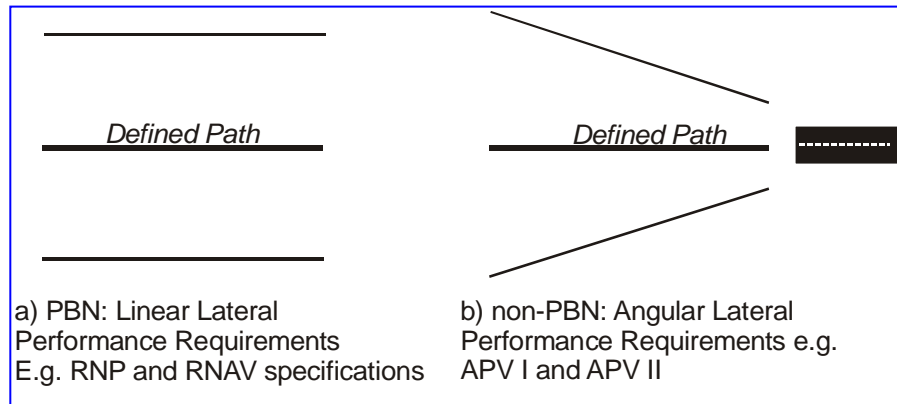 Defined Path
Defined Path
a) PBN: Linear Lateral
Performance Requirements
E.g. RNP and RNAV specifications
b) non-PBN: Angular Lateral
Performance Requirements e.g.
APV I and APV II